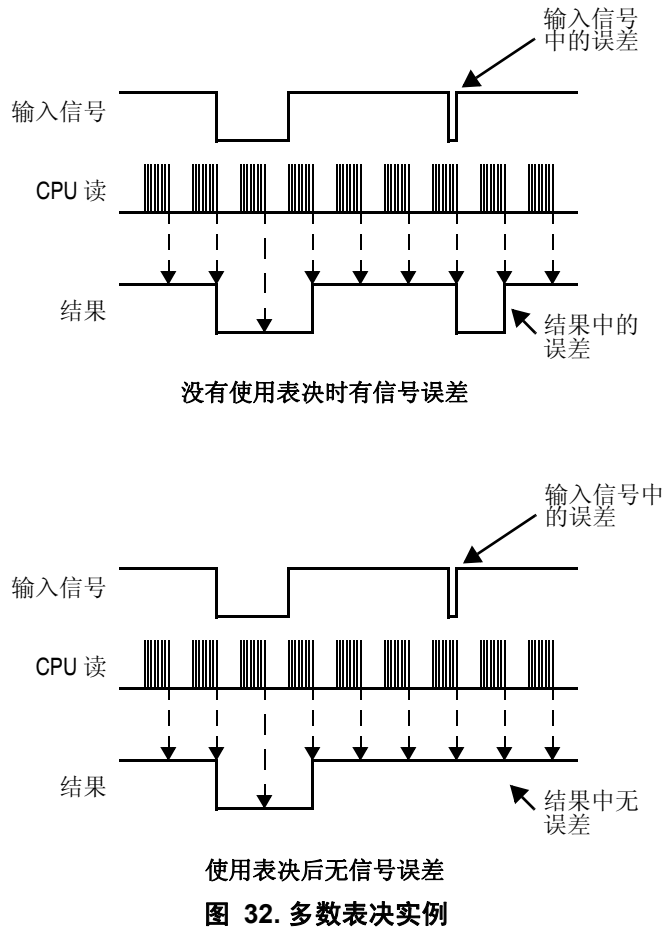 输入信号
中的误差
输入信号
CPU 读
结果
结果中的
误差
没有使用表决时有信号误差
输入信号中
的误差
输入信号
CPU 读
结果
结果中无
误差
使用表决后无信号误差
图 32. 多数表决实例